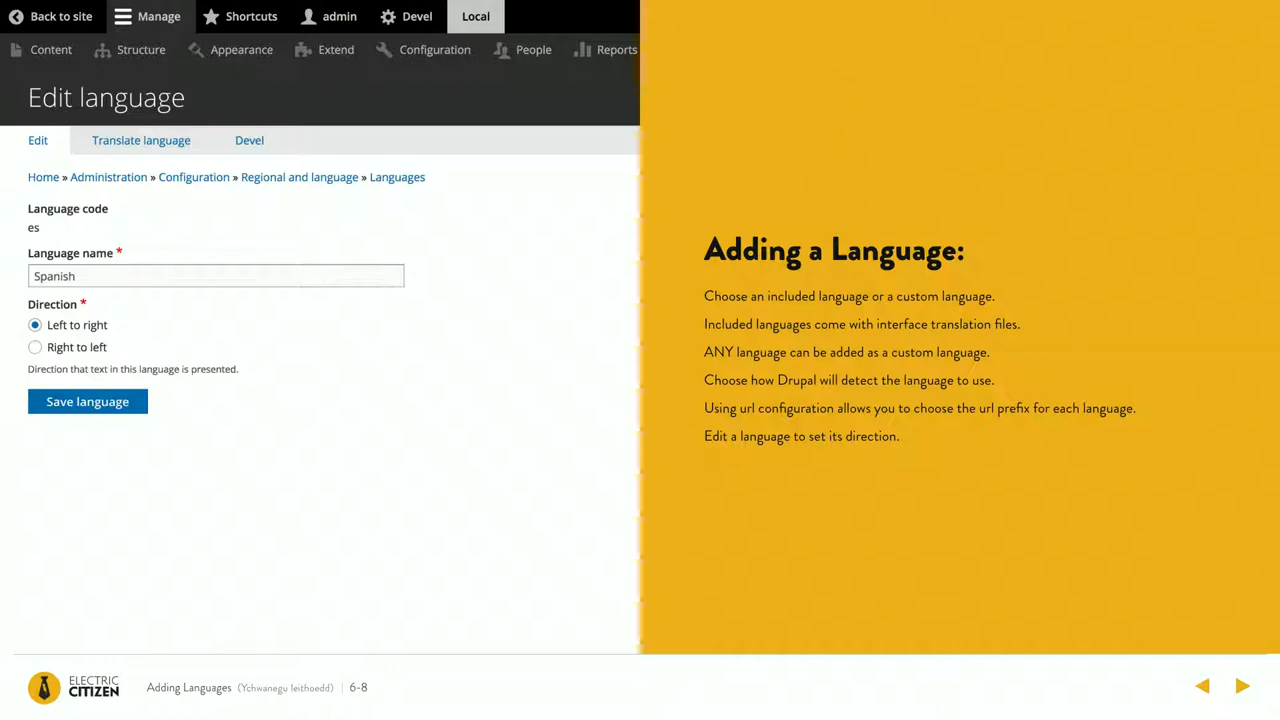 Back to site Manage Shortcuts admin Devel Local
Content Structure Appearance Extend Configuration People Reports
Edit language
Edit Translate language Devel
Home » Administration » Configuration » Regional and language » Languages
Language code
es
Language name *
Spanish
Direction *
Left to right
Right to left
Direction that text in this language is presented.
Save language
Adding a Language:
Choose an included language or a custom language.
Included languages come with interface translation files.
ANY language can be added as a custom language.
Choose how Drupal will detect the language to use.
Using url configuration allows you to choose the url prefix for each language.
Edit a language to set its direction.
ELECTRIC
CITIZEN
Adding Languages (Ychwanegu Ieithoedd) | 6-8